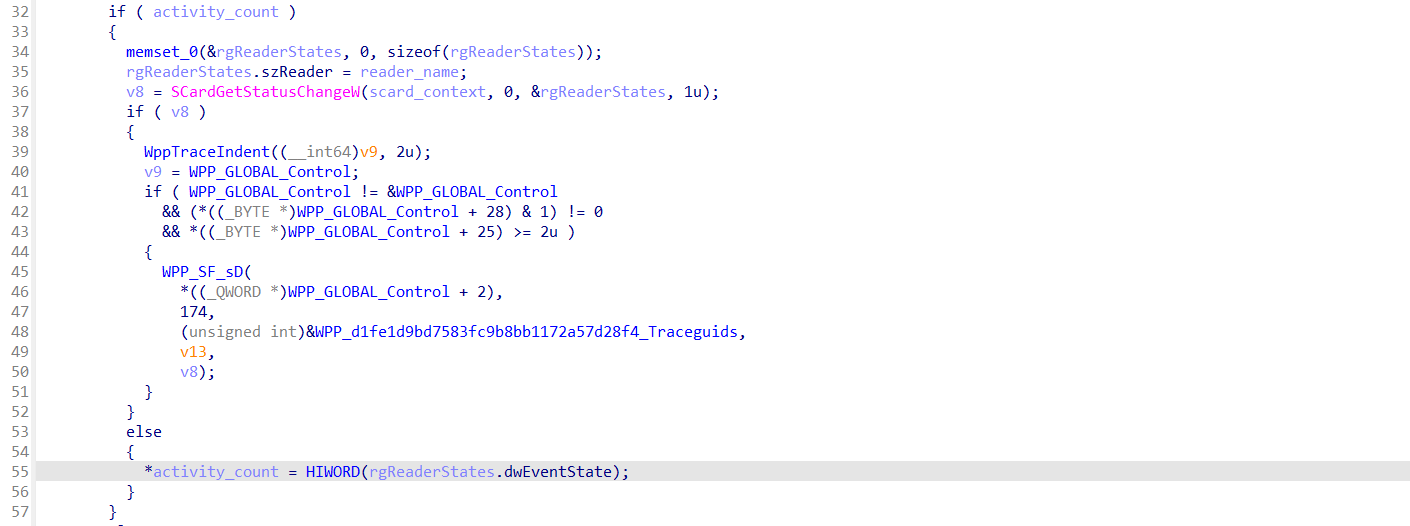 32 if ( activity_count )
33 {
34 memset_0(&rgReaderStates, 0, sizeof(rgReaderStates));
35 rgReaderStates.szReader = reader_name;
36 v8 = SCardGetStatusChangeW(scard_context, 0, &rgReaderStates, 1u);
37 if ( v8 )
38 {
39 WppTraceIndent((__int64)v9, 2u);
40 v9 = WPP_GLOBAL_Control;
41 if ( WPP_GLOBAL_Control != &WPP_GLOBAL_Control
42 && (*((_BYTE *)WPP_GLOBAL_Control + 28) & 1) != 0
43 && *((_BYTE *)WPP_GLOBAL_Control + 25) >= 2u )
44 {
45 WPP_SF_sD(
46 *((_QWORD *)WPP_GLOBAL_Control + 2),
47 174,
48 (unsigned int)&WPP_d1fe1d9bd7583fc9b8bb1172a57d28f4_Traceguids,
49 v13,
50 v8);
51 }
52 }
53 else
54 {
55 *activity_count = HIWORD(rgReaderStates.dwEventState);
56 }
57 }